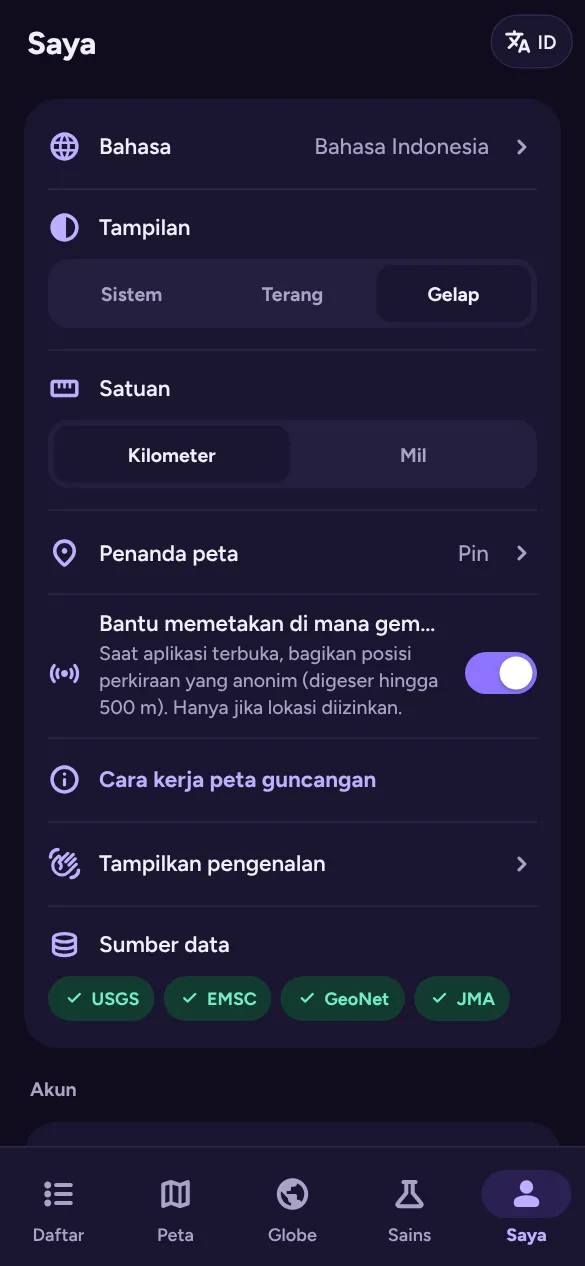 Saya
ID
Bahasa
Bahasa Indonesia
Tampilan
Sistem
Terang
Gelap
Satuan
Kilometer
Mil
Penanda peta
Pin
Bantu memetakan di mana gem...
Saat aplikasi terbuka, bagikan posisi
perkiraan yang anonim (digeser hingga
500 m). Hanya jika lokasi diizinkan.
Cara kerja peta guncangan
Tampilkan pengenalan
Sumber data
USGS
EMSC
GeoNet
JMA
Akun
Daftar
Peta
Globe
Sains
Saya